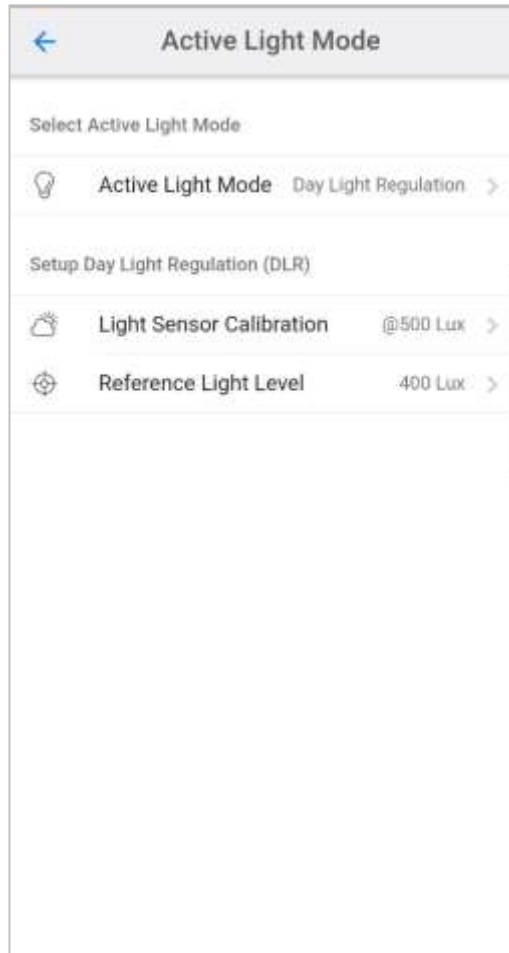 Active Light Mode
Select Active Light Mode
Active Light Mode Day Light Regulation
Setup Day Light Regulation (DLR)
Light Sensor Calibration @500 Lux
Reference Light Level 400 Lux